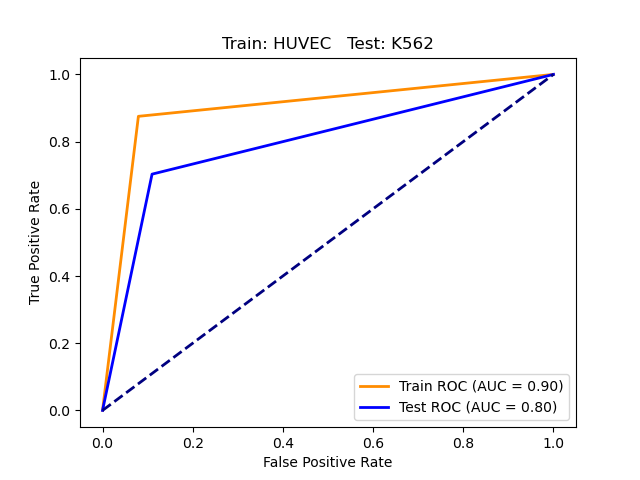 Train: HUVEC   Test: K562
True Positive Rate
1.0
0.8
0.6
0.4
0.2
0.0
Train ROC (AUC = 0.90)
Test ROC (AUC = 0.80)
0.0 0.2 0.4 0.6 0.8 1.0
False Positive Rate